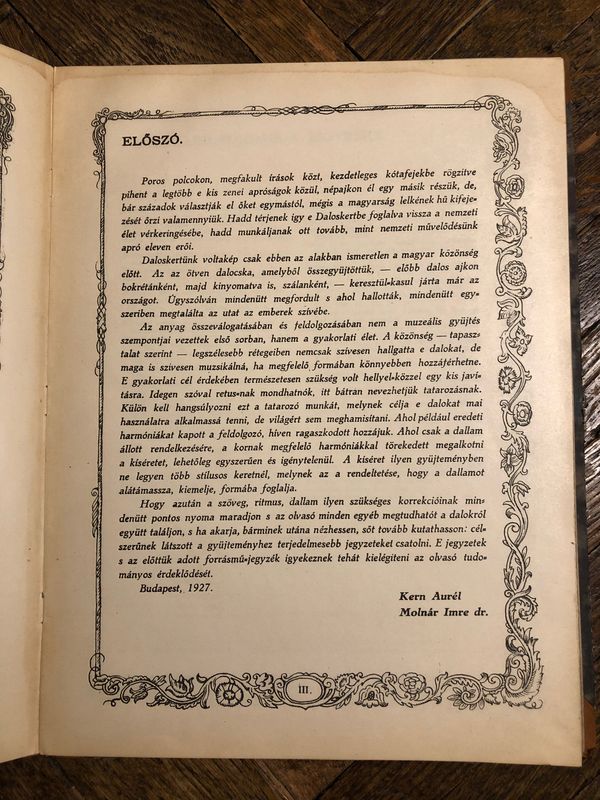 ELŐSZÓ.
Poros polcokon, megfakult írások közt, kezdetleges kótafejekbe rögzítve
pihent a legtöbb e kis zenei apróságok közül, népajkon él egy másik részük, de,
bár századok választják el őket egymástól, mégis a magyarság lelkének hű kifeje-
zését őrzi valamennyiük. Hadd térjenek igy e Daloskertbe foglalva vissza a nemzeti
élet vérkeringésébe, hadd munkáljanak ott tovább, mint nemzeti művelődésünk
apró eleven erői.
Daloskertünk voltakép csak ebben az alakban ismeretlen a magyar közönség
előtt. Az az ötven dalocska, amelyből összegyűjtöttük, — előbb dalos ajkon
bokrétánként, majd kinyomatva is, szálanként, — keresztül-kasul járta már az
országot. Úgyszólván mindenütt megfordult s ahol hallották, mindenütt egy-
szeriben megtalálta az utat az emberek szívébe.
Az anyag összeválogatásában és feldolgozásában nem a muzeális gyüjtés
szempontjai vezettek első sorban, hanem a gyakorlati élet. A közönség — tapasz-
talat szerint — legszélesebb rétegeiben nemcsak szivesen hallgatta e dalokat, de
maga is szivesen muzsikálná, ha megfelelő formában könnyebben hozzáférhetne.
E gyakorlati cél érdekében természetesen szükség volt hellyel-közzel egy kis javí-
tásra. Idegen szóval retus-nak mondhatnók, itt bátran nevezhetjük tatarozásnak.
Külön kell hangsúlyozni ezt a tatarozó munkát, melynek célja e dalokat mai
használatra alkalmassá tenni, de világért sem meghamisítani. Ahol például eredeti
harmóniákat kapott a feldolgozó, híven ragaszkodott hozzájuk. Ahol csak a dallam
állott rendelkezésére, a kornak megfelelő harmóniákkal törekedett megalkotni
a kíséretet, lehetőleg egyszerűen és igénytelenül. A kíséret ilyen gyüjteményben
ne legyen több stílusos keretnél, melynek az a rendeltetése, hogy a dallamot
alátámassza, kiemelje, formába foglalja.
Hogy azután a szöveg, ritmus, dallam ilyen szükséges korrekcióinak min-
denütt pontos nyoma maradjon s az olvasó minden egyéb megtudhatót a dalokról
együtt találjon, s ha akarja, bárminek utána nézhessen, sőt tovább kutathasson: cél-
szerűnek látszott a gyüjteményhez terjedelmesebb jegyzeteket csatolni. E jegyzetek
s az előttük adott forrásmű-jegyzék igyekeznek tehát kielégíteni az olvasó tudo-
mányos érdeklődését.
Budapest, 1927.
Kern Aurél
Molnár Imre dr.
III.